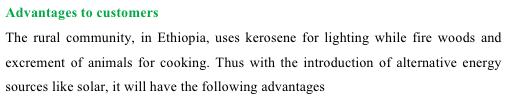 Advantages to customers
The rural community, in Ethiopia, uses kerosene for lighting while fire woods and
excrement of animals for cooking. Thus with the introduction of alternative energy
sources like solar, it will have the following advantages